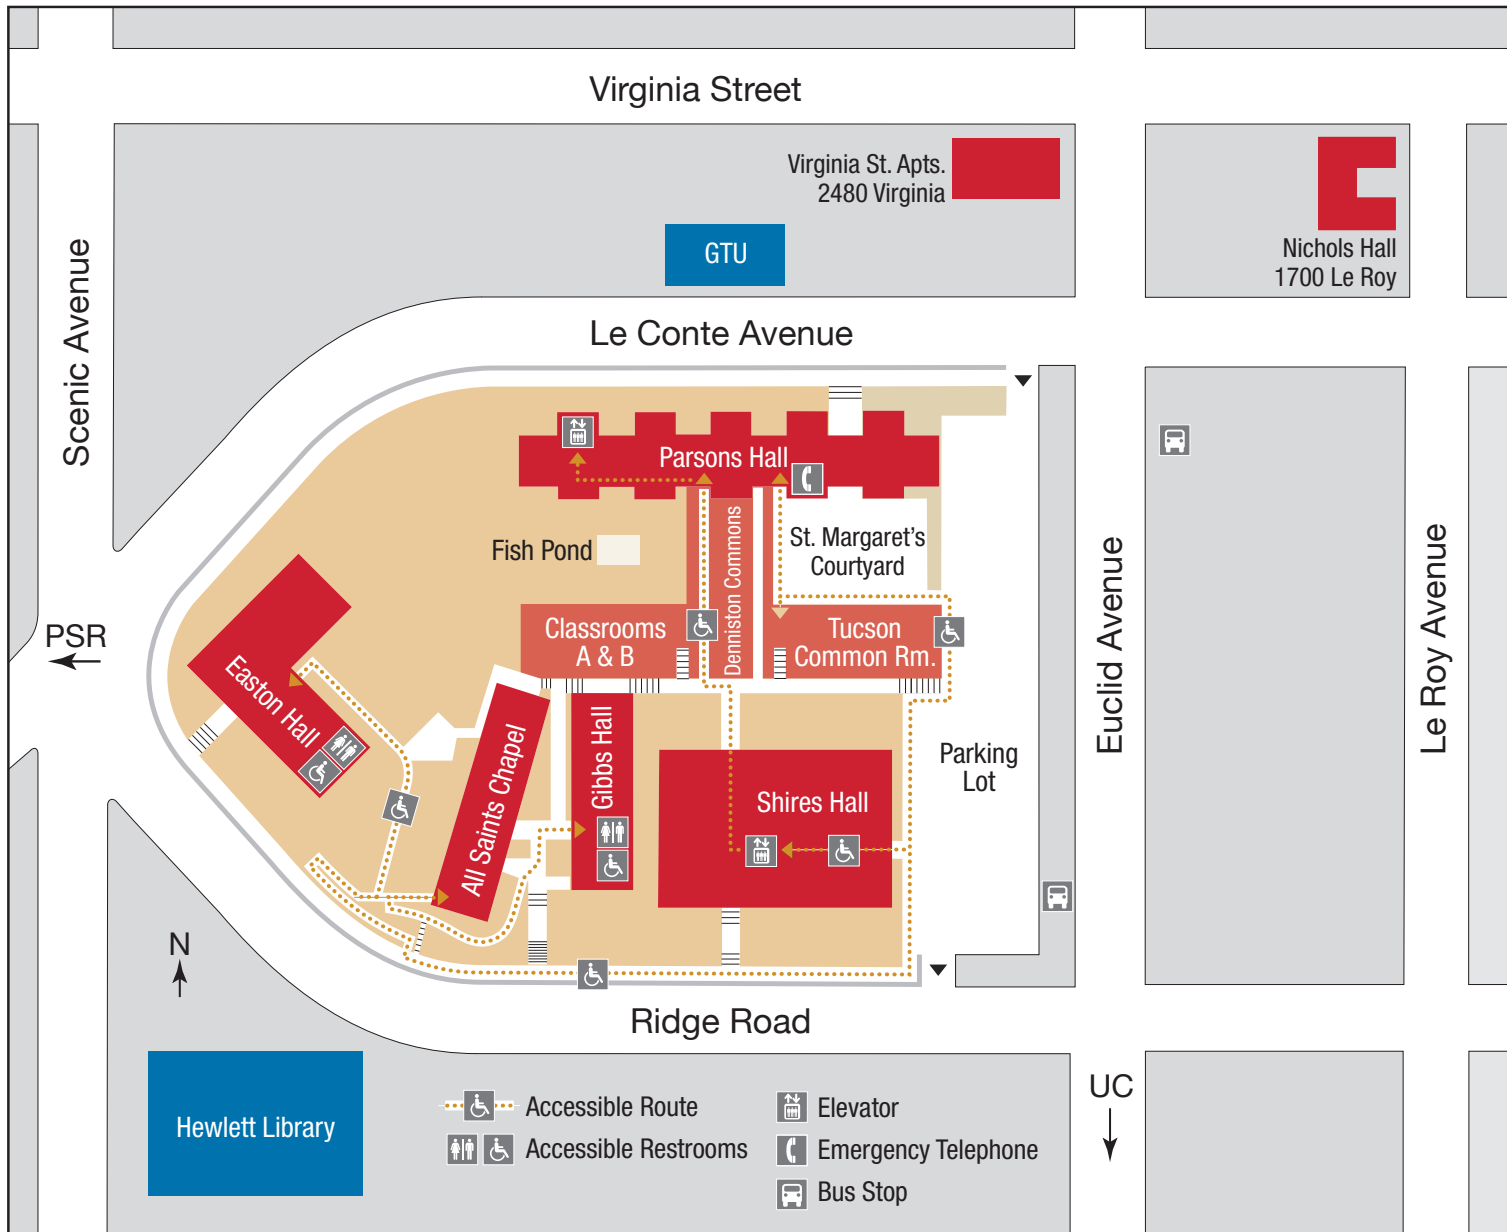 Virginia Street
Virginia St. Apts.
2480 Virginia
GTU
Nichols Hall
1700 Le Roy
Scenic Avenue
Le Conte Avenue
Parsons Hall
Denniston Commons
St. Margaret's
Courtyard
Fish Pond
Classrooms
A & B
Tucson
Common Rm.
PSR
Easton Hall
All Saints Chapel
Gibbs Hall
Shires Hall
Parking
Lot
Euclid Avenue
Le Roy Avenue
N
Ridge Road
Hewlett Library
UC
Accessible Route
Accessible Restrooms
Elevator
Emergency Telephone
Bus Stop